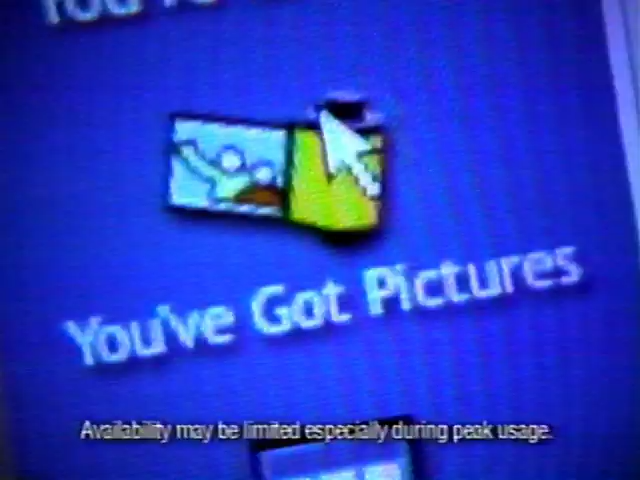 You've Got Pictures
Availability may be limited especially during peak usage.